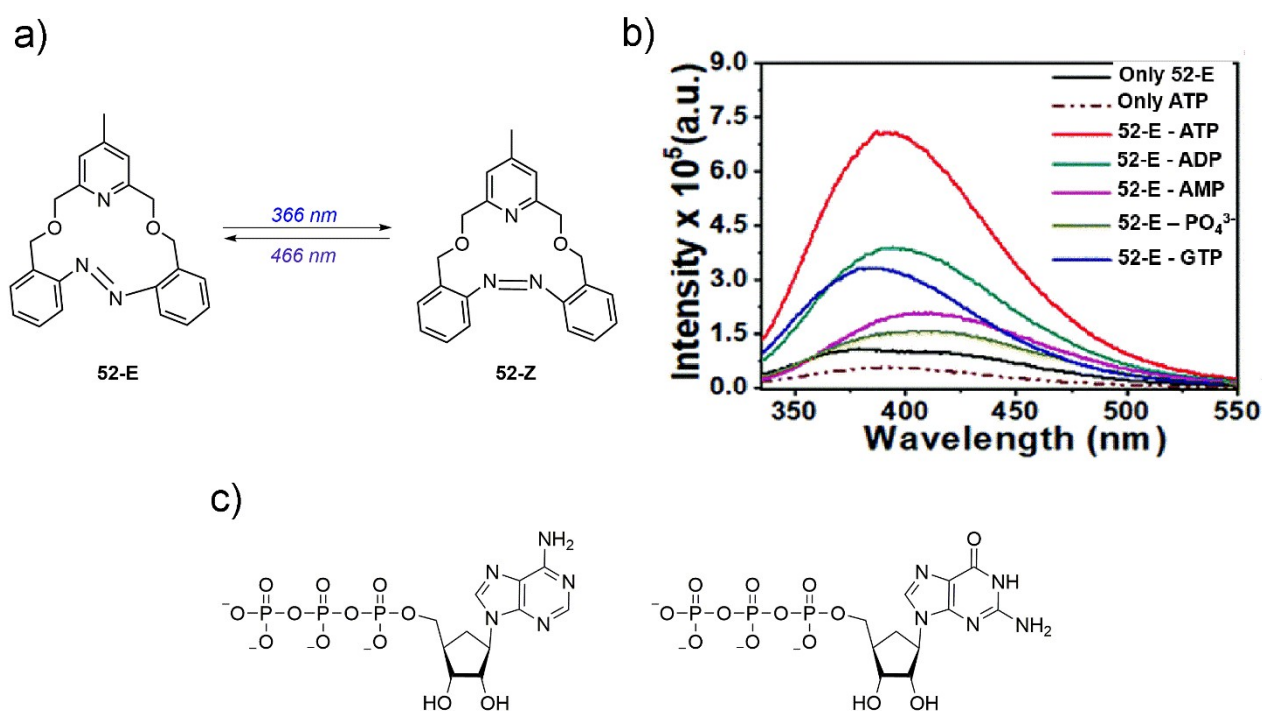 a)
366 nm
466 nm
N
O
O
N
N
52-E
N
O
O
N
N
52-Z
b)
Intensity x 10⁵(a.u.)
9.0
7.5
6.0
4.5
3.0
1.5
0.0
Only 52-E
Only ATP
52-E - ATP
52-E - ADP
52-E - AMP
52-E – PO₄³⁻
52-E - GTP
350 400 450 500 550
Wavelength (nm)
c)
NH₂
O O O
N
N
⁻O-P-O-P-O-P-O
N
N
O⁻ O⁻ O⁻
HO OH
O
O O O
N
NH
⁻O-P-O-P-O-P-O
N
N
NH₂
O⁻ O⁻ O⁻
HO OH